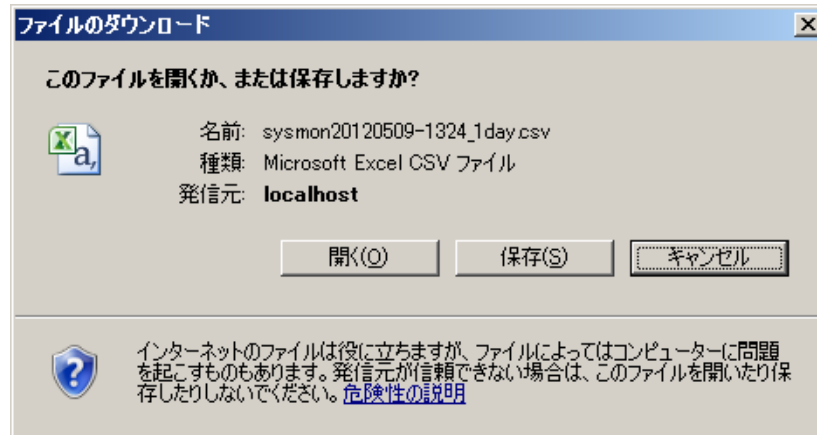 ファイルのダウンロード
このファイルを開くか、または保存しますか?
名前: sysmon20120509-1324_1day.csv
種類: Microsoft Excel CSV ファイル
発信元: localhost
開く(O) 保存(S) キャンセル
インターネットのファイルは役に立ちますが、ファイルによってはコンピューターに問題
を起こすものもあります。発信元が信頼できない場合は、このファイルを開いたり保
存したりしないでください。危険性の説明